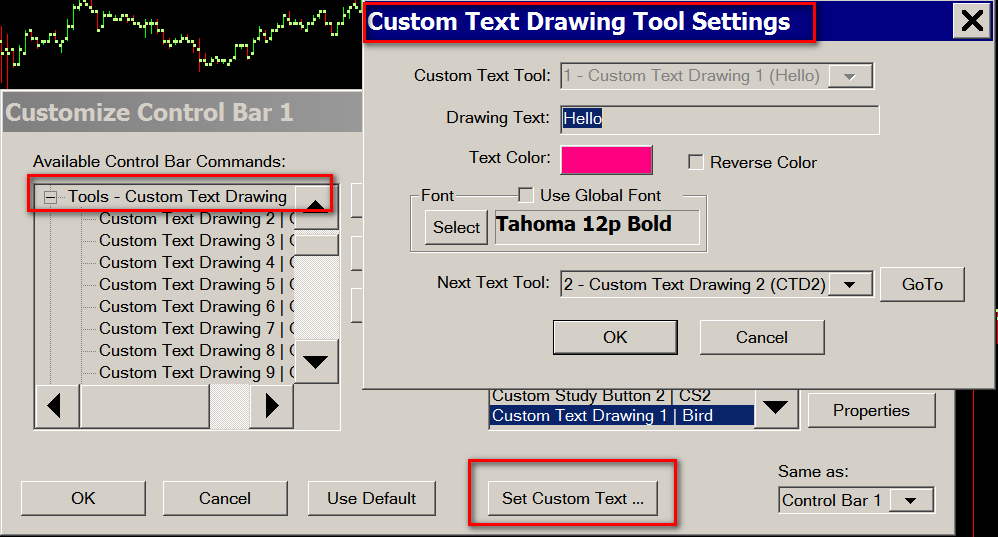 Custom Text Drawing Tool Settings
Custom Text Tool: 1 - Custom Text Drawing 1 (Hello)
Drawing Text: Hello
Text Color: Reverse Color
Font Use Global Font
Select Tahoma 12p Bold
Next Text Tool: 2 - Custom Text Drawing 2 (CTD2) GoTo
OK Cancel
Customize Control Bar 1
Available Control Bar Commands:
Tools - Custom Text Drawing
Custom Text Drawing 2 |
Custom Text Drawing 3 |
Custom Text Drawing 4 |
Custom Text Drawing 5 |
Custom Text Drawing 6 |
Custom Text Drawing 7 |
Custom Text Drawing 8 |
Custom Text Drawing 9 |
Custom Study Button 2 | CS2
Custom Text Drawing 1 | Bird
Properties
Same as:
OK Cancel Use Default Set Custom Text ... Control Bar 1